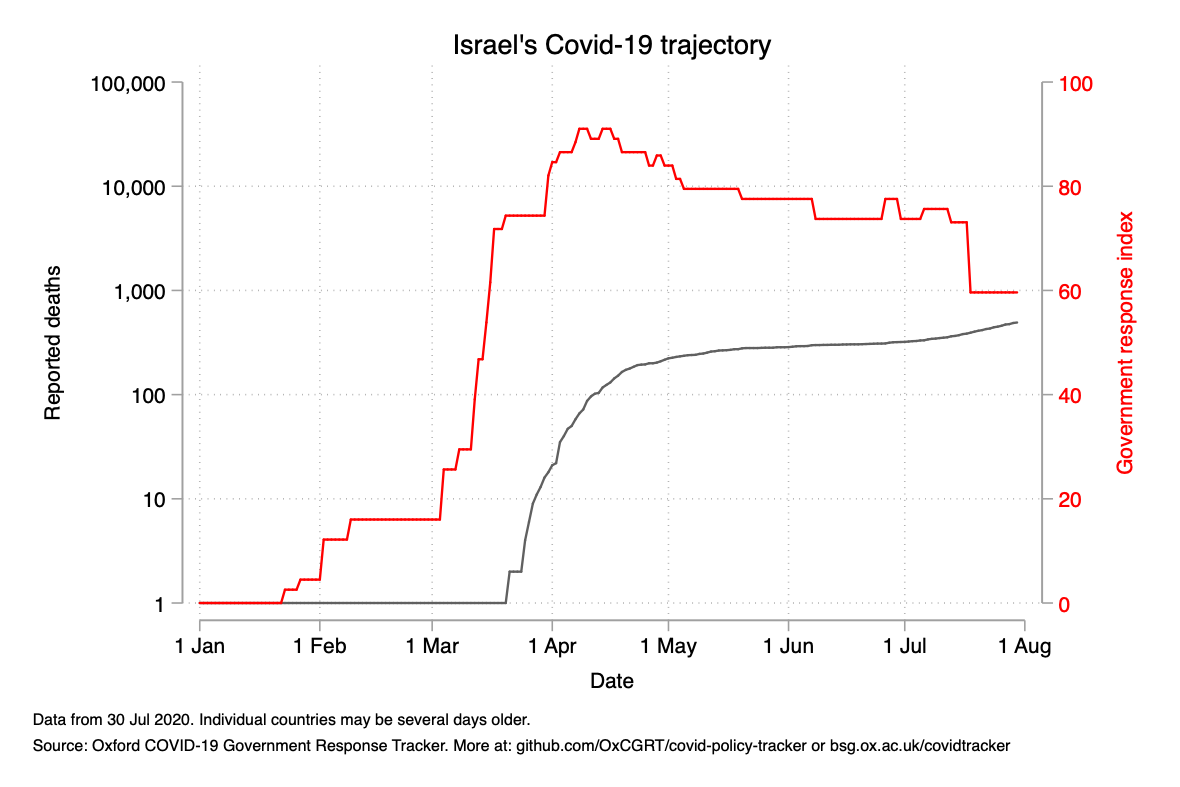 Israel's Covid-19 trajectory
100,000
10,000
1,000
100
10
1
Reported deaths
100
80
60
40
20
0
Government response index
1 Jan 1 Feb 1 Mar 1 Apr 1 May 1 Jun 1 Jul 1 Aug
Date
Data from 30 Jul 2020. Individual countries may be several days older.
Source: Oxford COVID-19 Government Response Tracker. More at: github.com/OxCGRT/covid-policy-tracker or bsg.ox.ac.uk/covidtracker